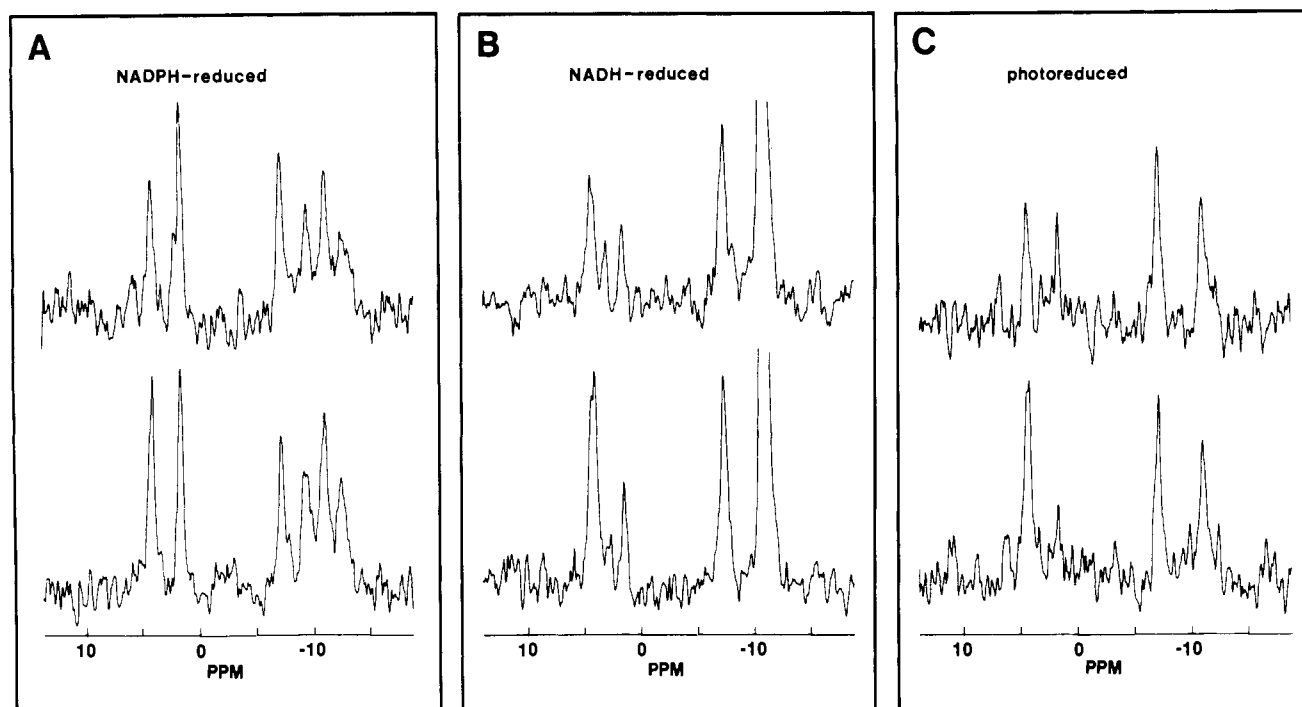 A
NADPH-reduced
10 0 -10
PPM
B
NADH-reduced
10 0 -10
PPM
C
photoreduced
10 0 -10
PPM